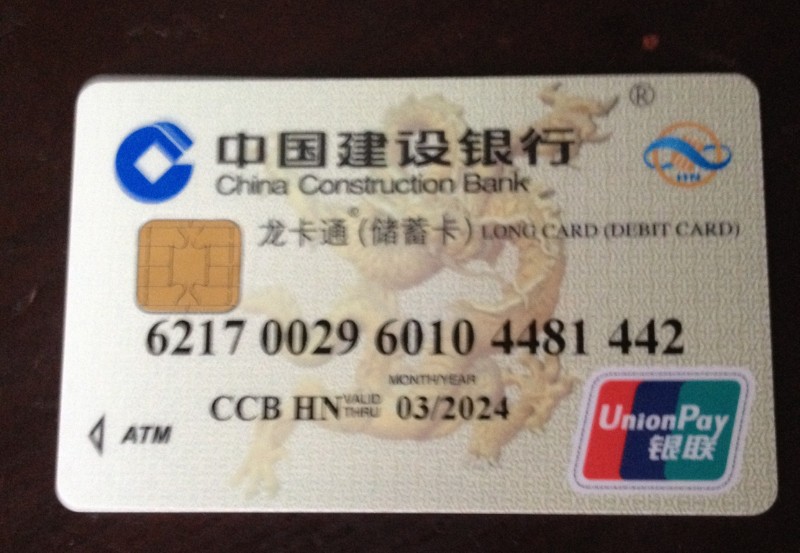 ®
中国建设银行
China Construction Bank
龙卡通®(储蓄卡) LONG CARD (DEBIT CARD)
6217 0029 6010 4481 442
MONTH/YEAR
CCB HN VALID THRU 03/2024
ATM
UnionPay
银联